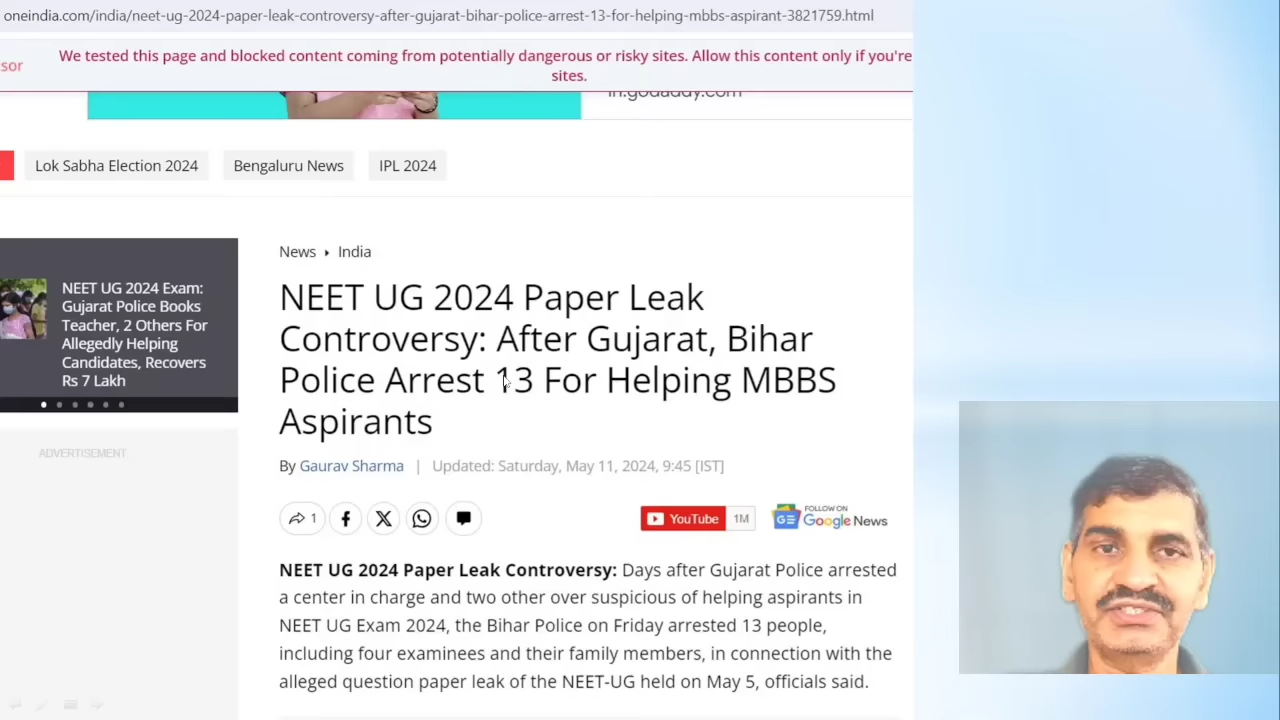 oneindia.com/india/neet-ug-2024-paper-leak-controversy-after-gujarat-bihar-police-arrest-13-for-helping-mbbs-aspirant-3821759.html
sor
We tested this page and blocked content coming from potentially dangerous or risky sites. Allow this content only if you're
sites.
in.godaddy.com
Lok Sabha Election 2024
Bengaluru News
IPL 2024
News
India
NEET UG 2024 Exam:
Gujarat Police Books
Teacher, 2 Others For
Allegedly Helping
Candidates, Recovers
Rs 7 Lakh
ADVERTISEMENT
NEET UG 2024 Paper Leak
Controversy: After Gujarat, Bihar
Police Arrest 13 For Helping MBBS
Aspirants
By Gaurav Sharma | Updated: Saturday, May 11, 2024, 9:45 [IST]
1
YouTube 1M
FOLLOW ON
GE Google News
NEET UG 2024 Paper Leak Controversy: Days after Gujarat Police arrested
a center in charge and two other over suspicious of helping aspirants in
NEET UG Exam 2024, the Bihar Police on Friday arrested 13 people,
including four examinees and their family members, in connection with the
alleged question paper leak of the NEET-UG held on May 5, officials said.